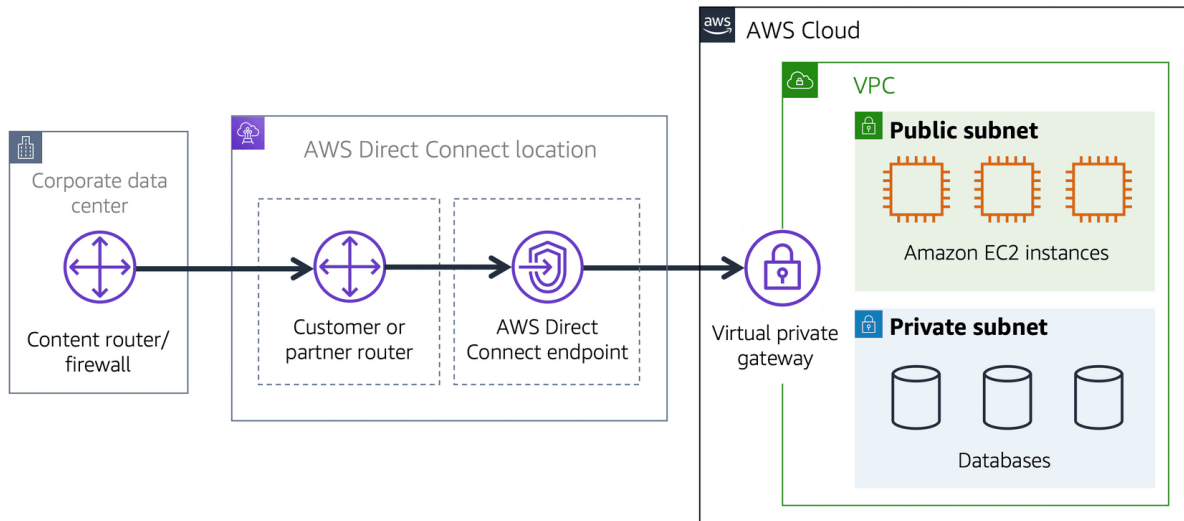 aws
AWS Cloud
VPC
Public subnet
Amazon EC2 instances
Private subnet
Databases
Virtual private
gateway
AWS Direct Connect location
Customer or
partner router
AWS Direct
Connect endpoint
Corporate data
center
Content router/
firewall